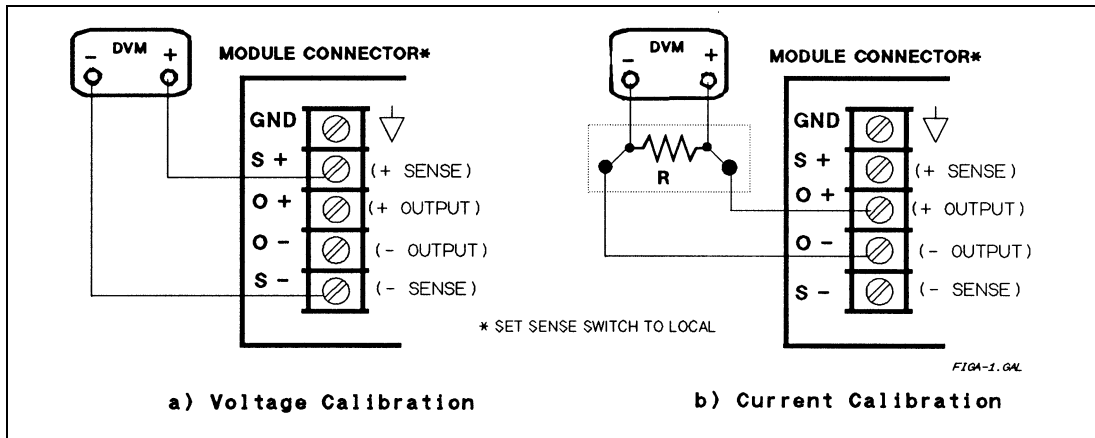 DVM
- +
MODULE CONNECTOR*
GND
S + (+ SENSE)
O + (+ OUTPUT)
O - (- OUTPUT)
S - (- SENSE)
a) Voltage Calibration
DVM
- +
MODULE CONNECTOR*
R
GND
S + (+ SENSE)
O + (+ OUTPUT)
O - (- OUTPUT)
S - (- SENSE)
* SET SENSE SWITCH TO LOCAL
FIGA-1.GAL
b) Current Calibration